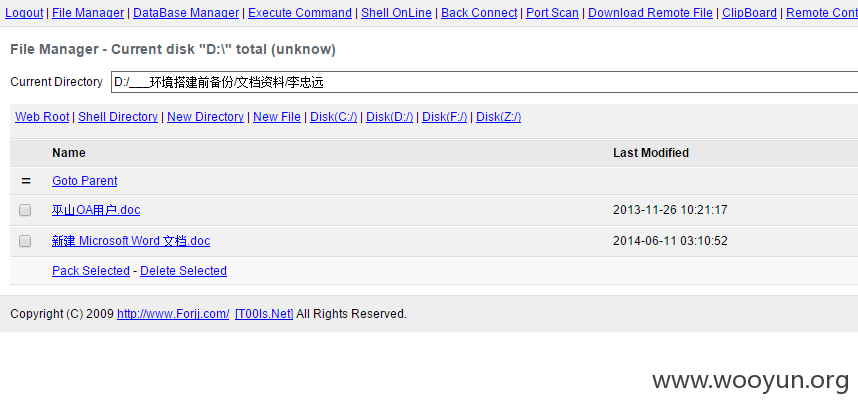 Logout | File Manager | DataBase Manager | Execute Command | Shell OnLine | Back Connect | Port Scan | Download Remote File | ClipBoard | Remote Cont
File Manager - Current disk "D:\" total (unknow)
Current Directory D:/___环境搭建前备份/文档资料/李忠远
Web Root | Shell Directory | New Directory | New File | Disk(C:/) | Disk(D:/) | Disk(F:/) | Disk(Z:/)
Name Last Modified
= Goto Parent
巫山OA用户.doc 2013-11-26 10:21:17
新建 Microsoft Word 文档.doc 2014-06-11 03:10:52
Pack Selected - Delete Selected
Copyright (C) 2009 http://www.Forjj.com/ [T00ls.Net] All Rights Reserved.
www.wooyun.org